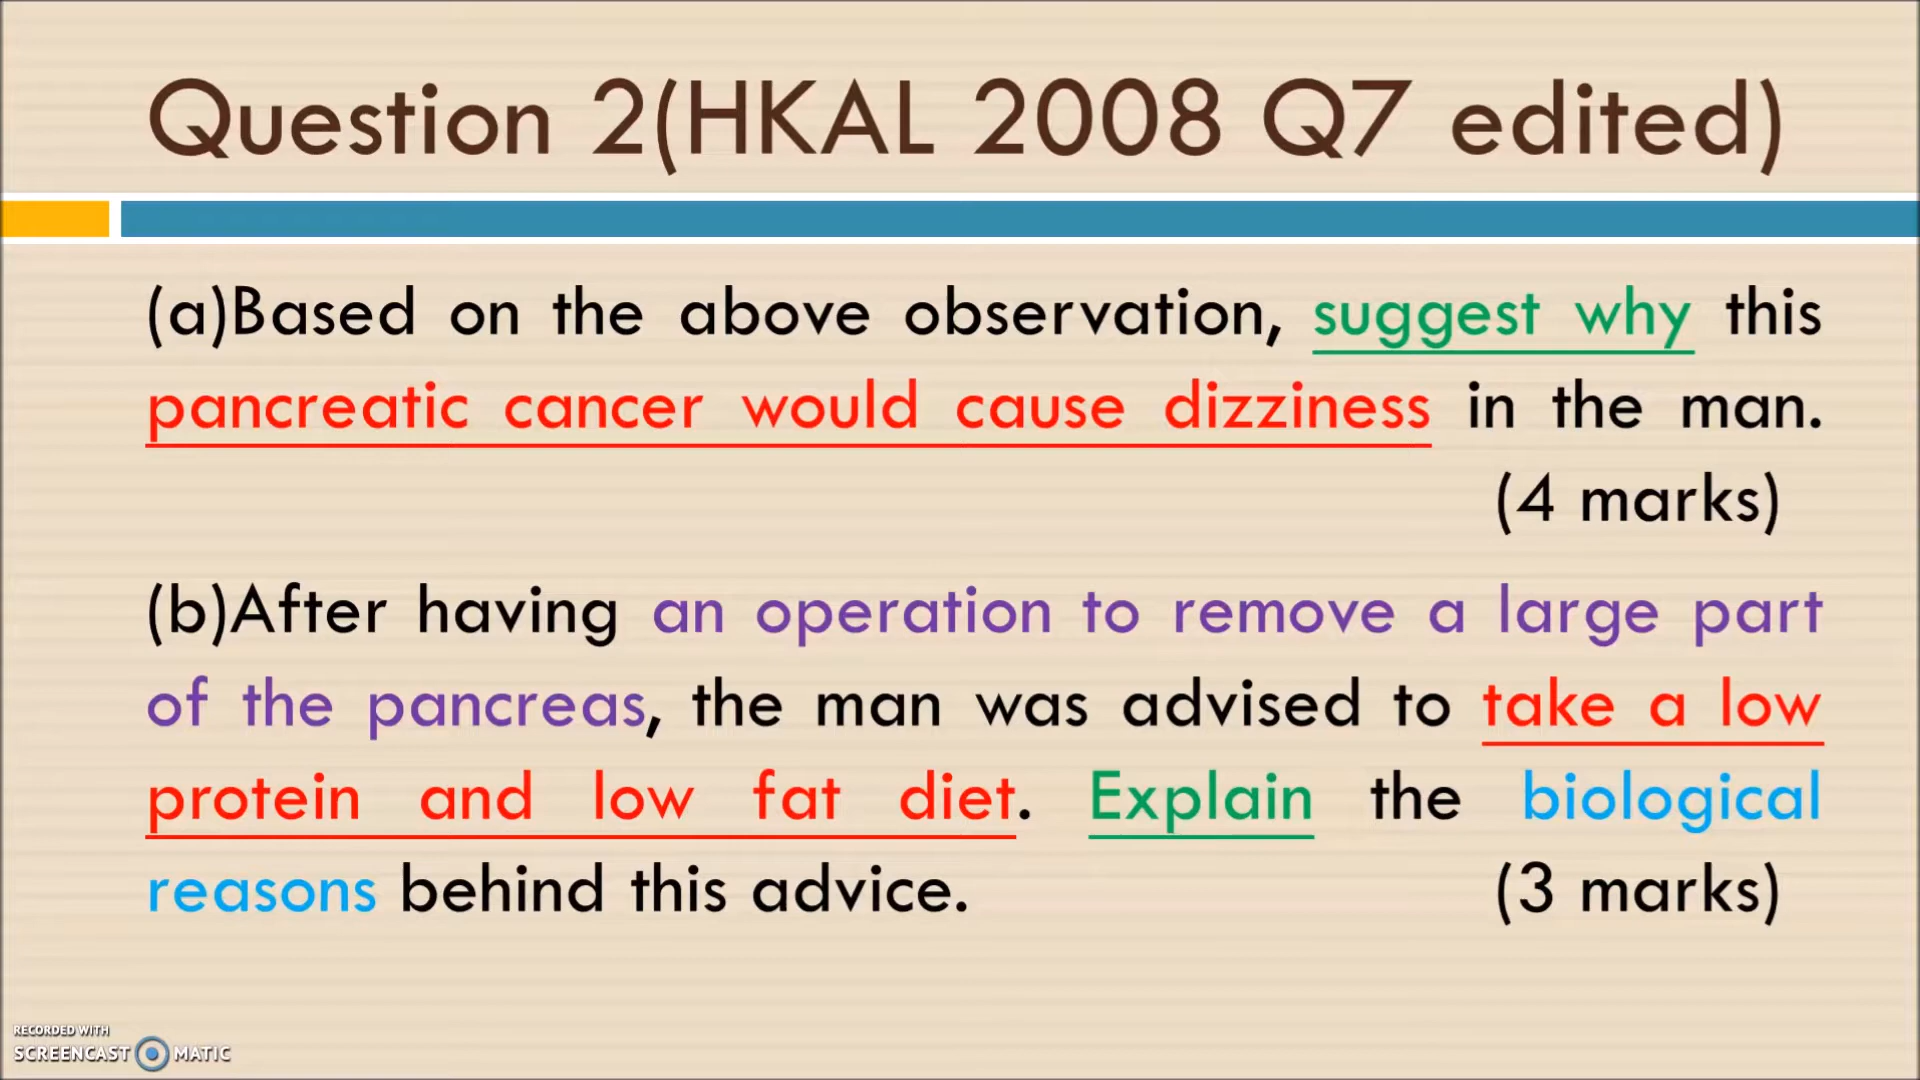 Question 2(HKAL 2008 Q7 edited)
(a)Based on the above observation, suggest why this
pancreatic cancer would cause dizziness in the man.
(4 marks)
(b)After having an operation to remove a large part
of the pancreas, the man was advised to take a low
protein and low fat diet. Explain the biological
reasons behind this advice. (3 marks)
RECORDED WITH
SCREENCAST MATIC